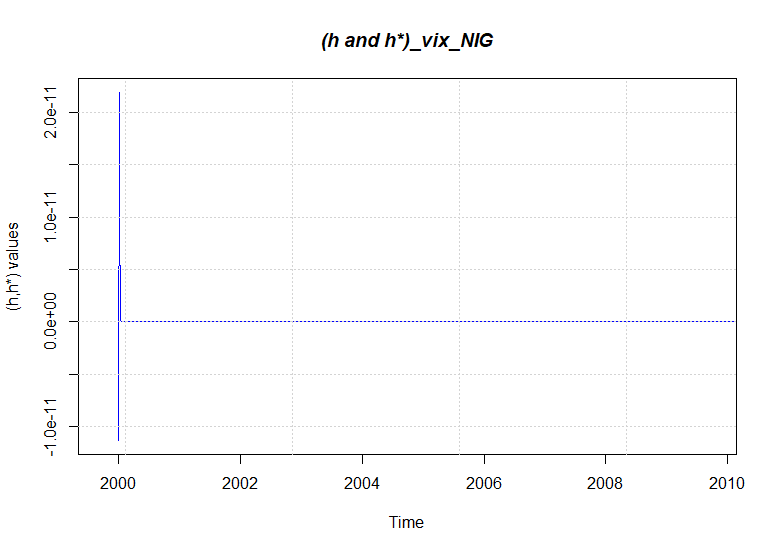 (h and h*)_vix_NIG
(h,h*) values
2.0e-11
1.0e-11
0.0e+00
-1.0e-11
2000 2002 2004 2006 2008 2010
Time